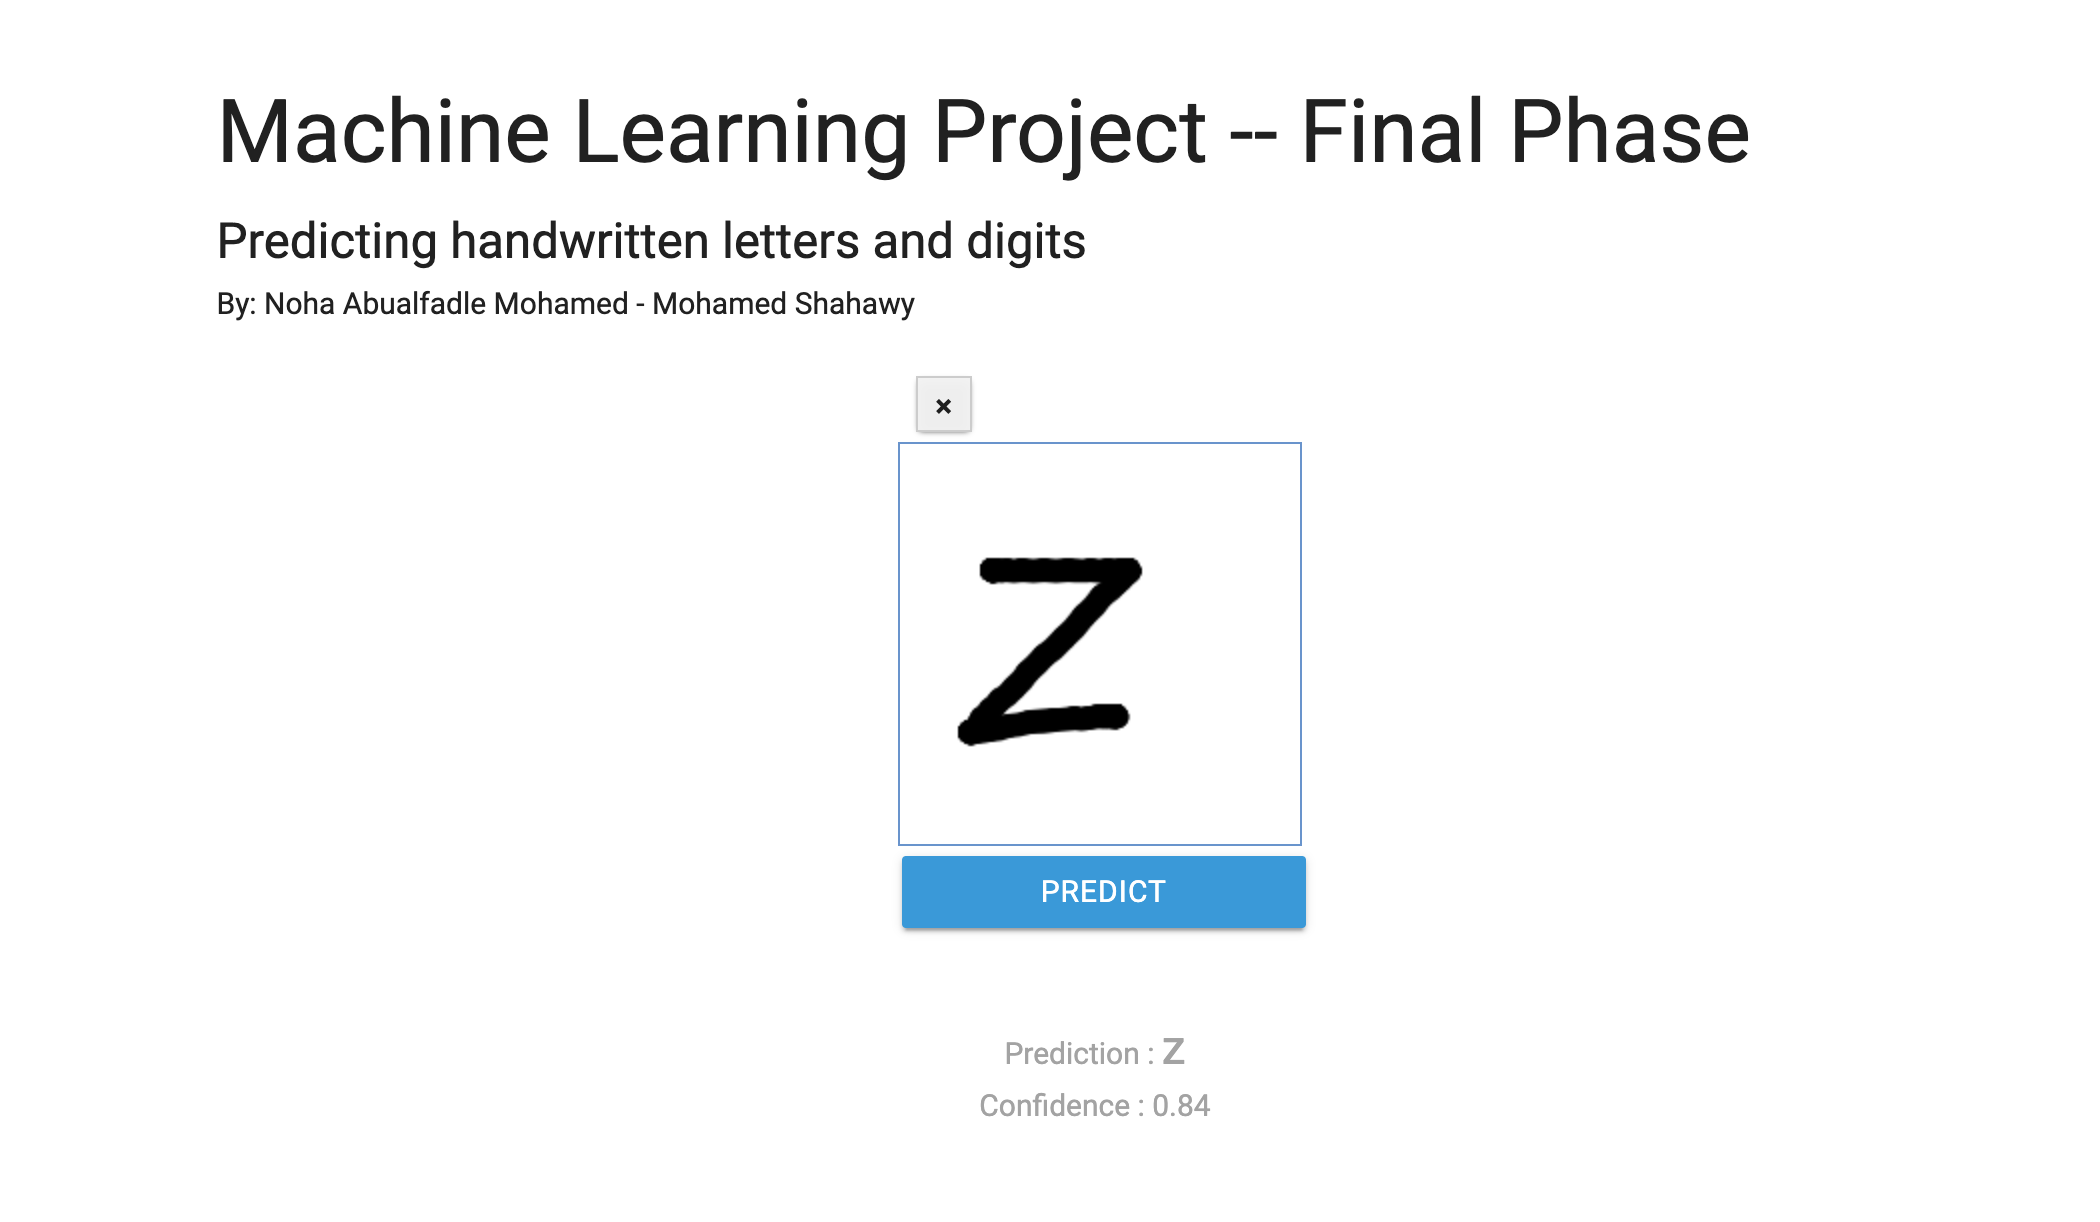 Machine Learning Project -- Final Phase
Predicting handwritten letters and digits
By: Noha Abualfadle Mohamed - Mohamed Shahawy
×
Z
PREDICT
Prediction : Z
Confidence : 0.84